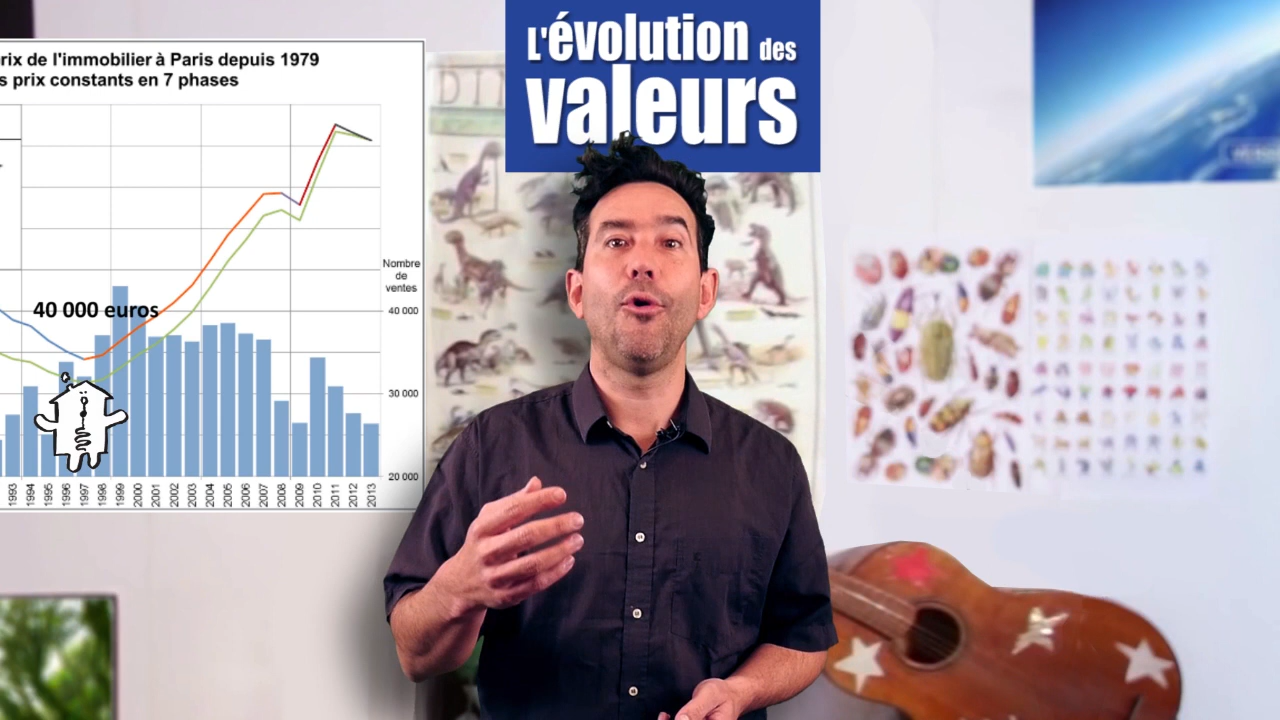 L'évolution des
valeurs
rix de l'immobilier à Paris depuis 1979
s prix constants en 7 phases
Nombre
de
ventes
40 000
40 000 euros
30 000
20 000
1993 1994 1995 1996 1997 1998 1999 2000 2001 2002 2003 2004 2005 2006 2007 2008 2009 2010 2011 2012 2013